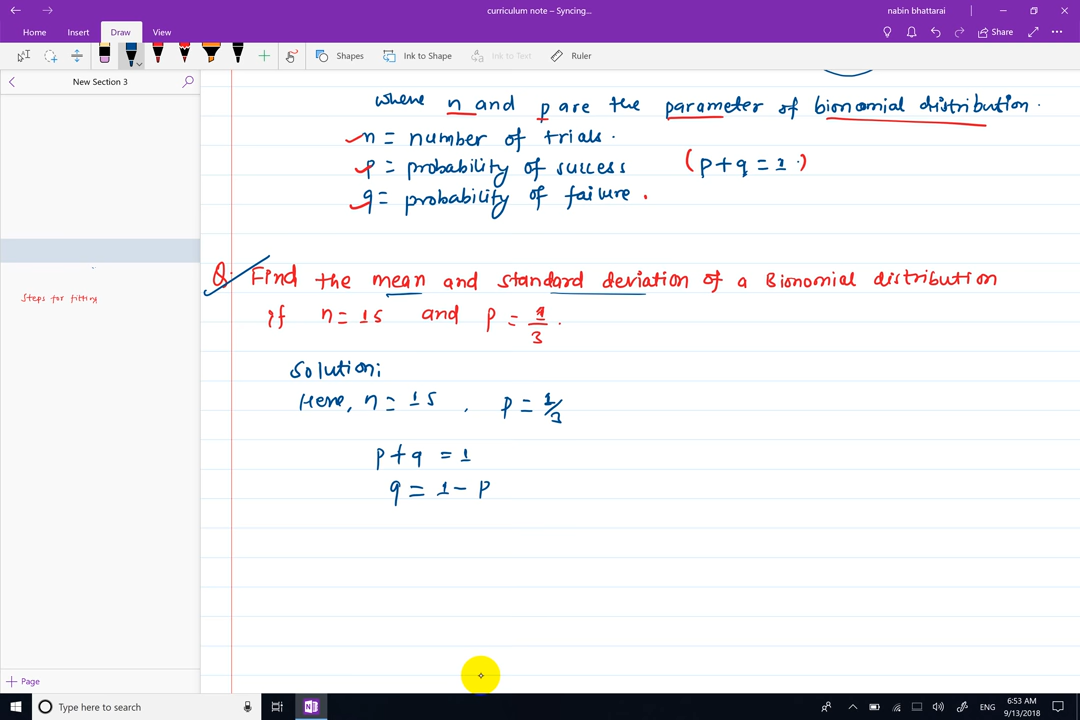 curriculum note – Syncing...
nabin bhattarai
Home Insert Draw View
Share
Shapes Ink to Shape Ink to Text Ruler
New Section 3
where n and p are the parameter of bionomial distribution.
n = number of trials.
p = probability of success (p+q = 1.)
q = probability of failure.
Q. Find the mean and standard deviation of a Bionomial distribution
Steps for fitting
if n = 15 and p = 1/3.
Solution;
Here, n = 15, p = 1/3
p+q = 1
q = 1 - p
+ Page
Type here to search
ENG
6:53 AM
9/13/2018